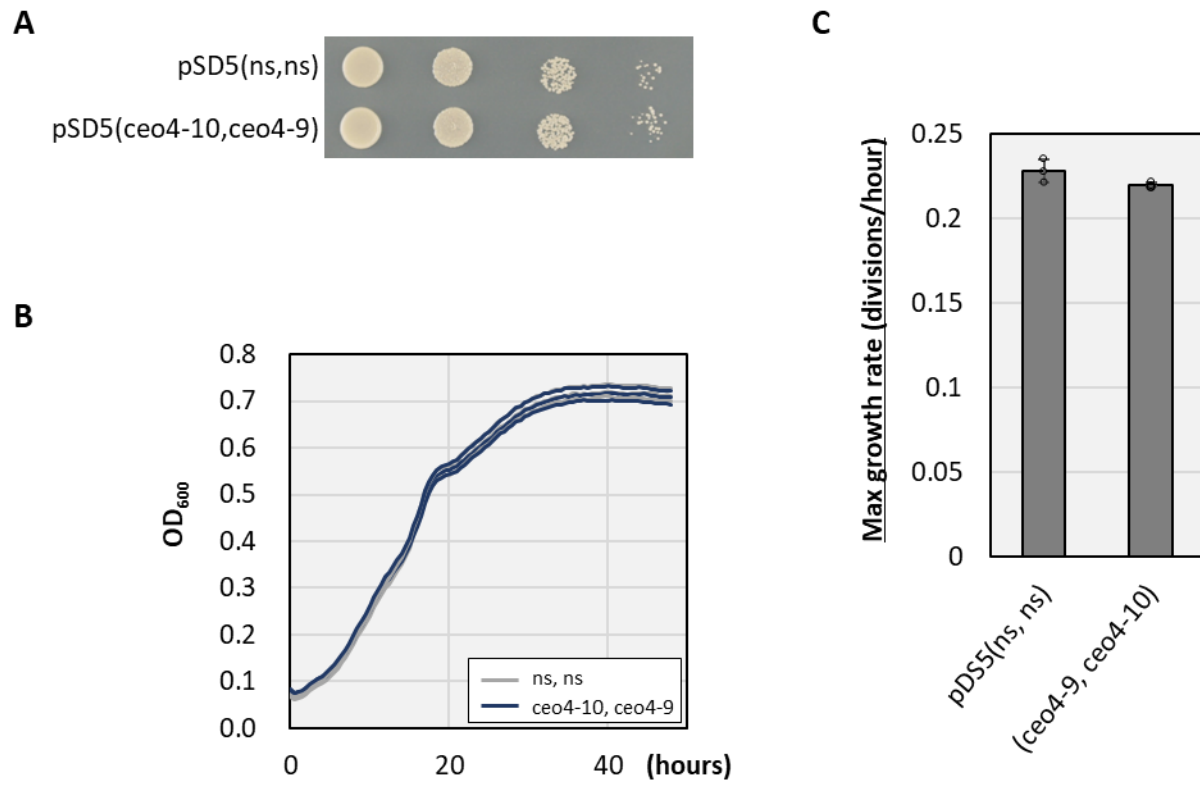 A
pSD5(ns,ns)
pSD5(ceo4-10,ceo4-9)
B
0.8
0.7
0.6
0.5
0.4
0.3
0.2
0.1
0.0
OD600
0
20
40
(hours)
ns, ns
ceo4-10, ceo4-9
C
Max growth rate (divisions/hour)
0.25
0.2
0.15
0.1
0.05
0
pDS5(ns, ns)
(ceo4-9, ceo4-10)